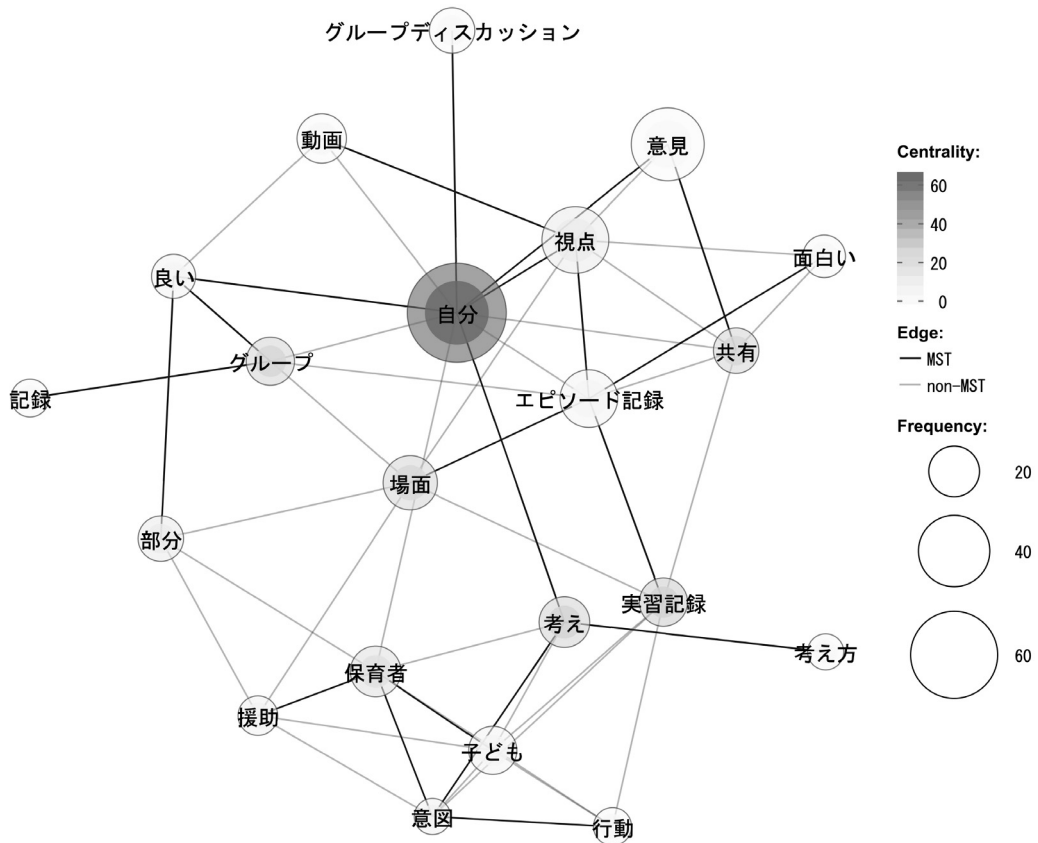 グループディスカッション
動画
意見
視点
面白い
良い
自分
共有
グループ
記録
エピソード記録
場面
部分
実習記録
考え
考え方
保育者
援助
子ども
意図
行動
Centrality:
60
40
20
0
Edge:
MST
non-MST
Frequency:
20
40
60